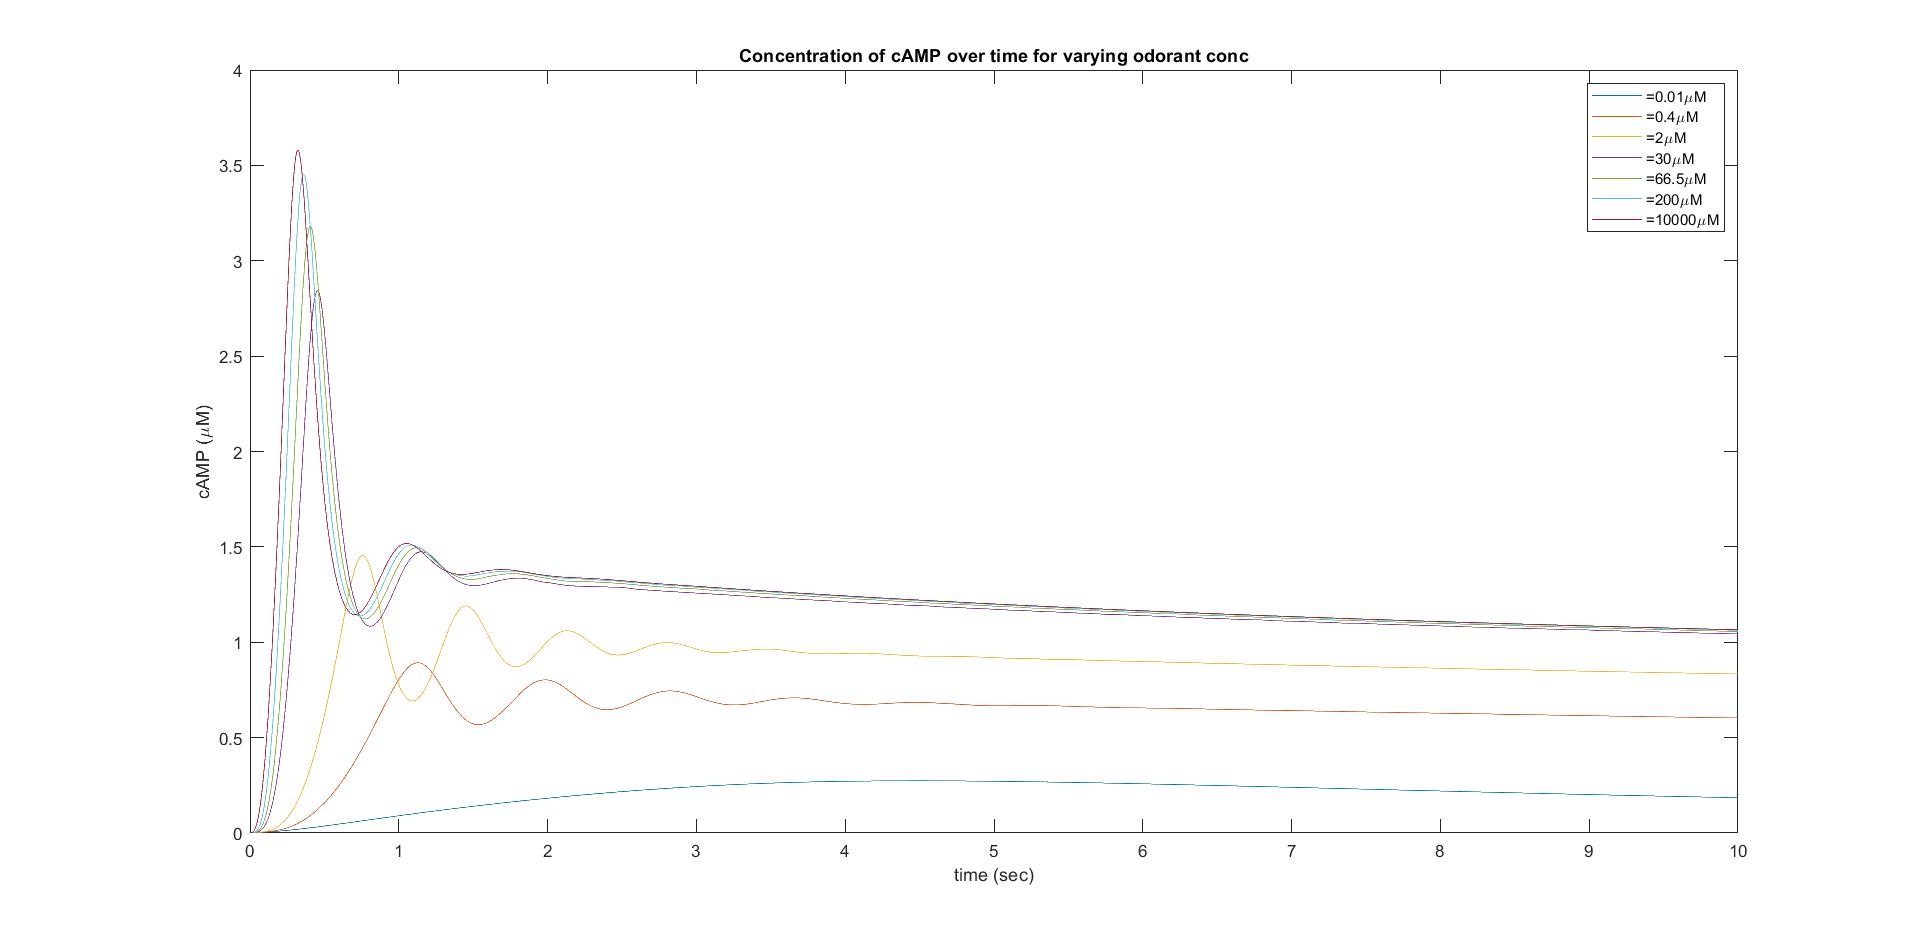 Concentration of cAMP over time for varying odorant conc
=0.01μM
=0.4μM
=2μM
=30μM
=66.5μM
=200μM
=10000μM
4
3.5
3
2.5
2
1.5
1
0.5
0
cAMP (μM)
0 1 2 3 4 5 6 7 8 9 10
time (sec)